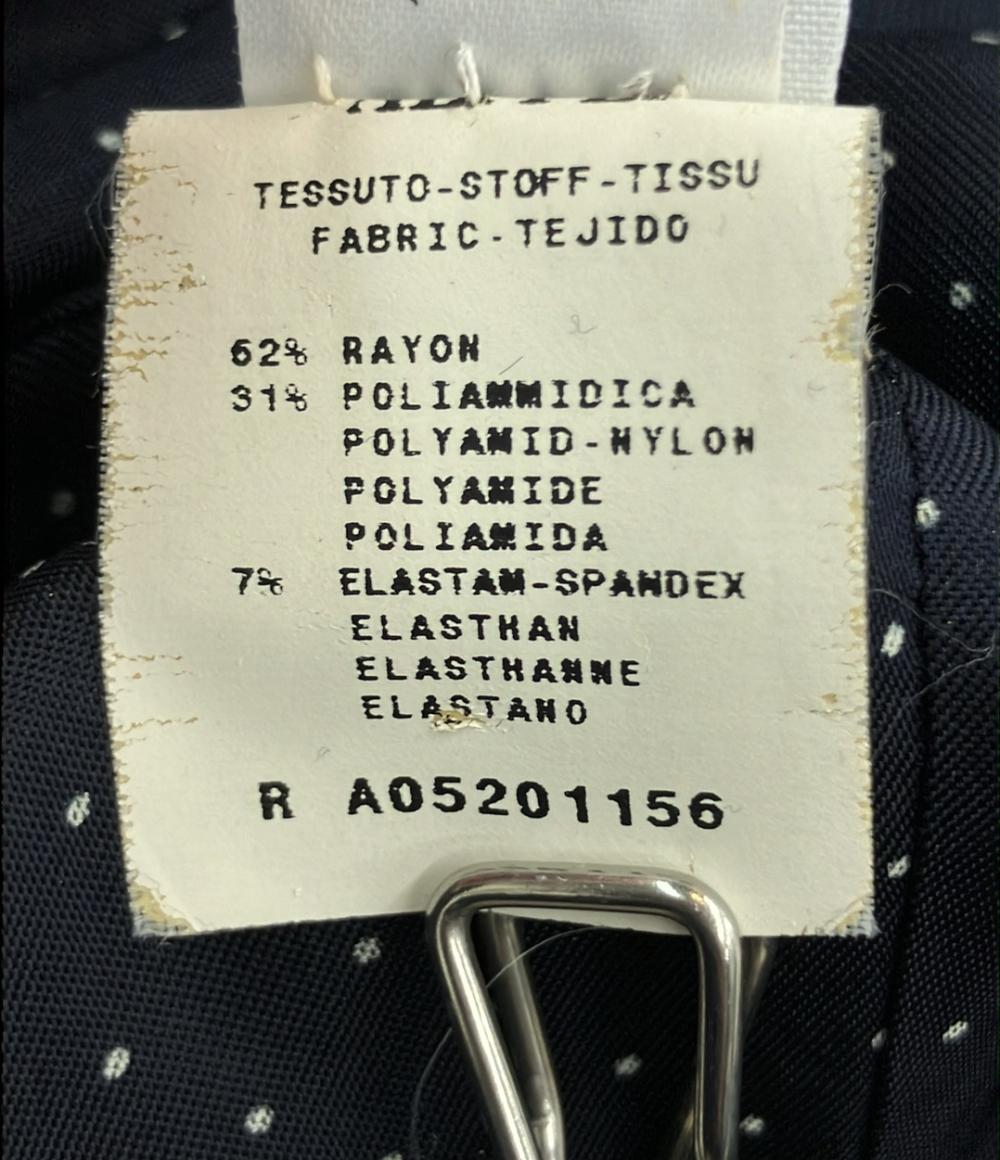 TESSUTO-STOFF-TISSU
FABRIC-TEJIDO
62% RAYON
31% POLIAMMIDICA
POLYAMID-NYLON
POLYAMIDE
POLIAMIDA
7% ELASTAM-SPANDEX
ELASTHAN
ELASTHANNE
ELASTANO
R A05201156